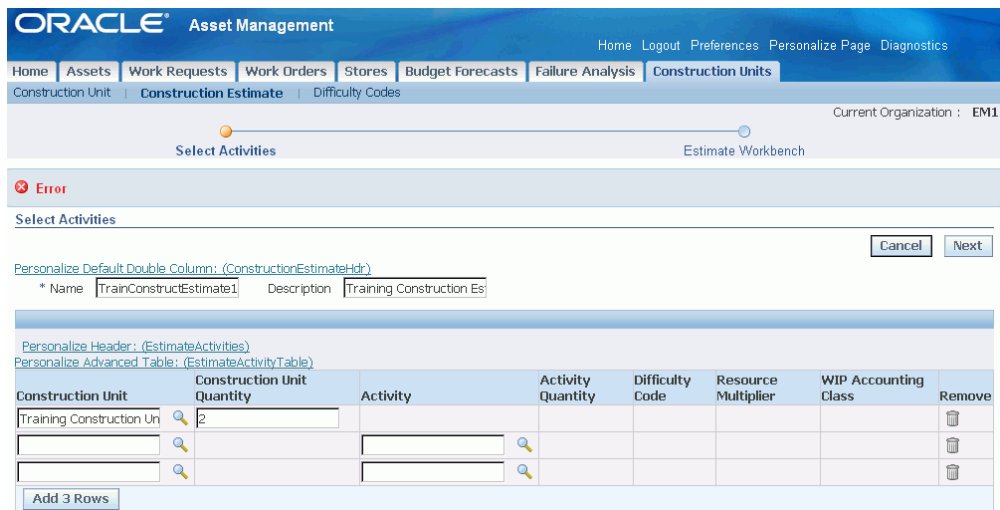 ORACLE® Asset Management
Home Logout Preferences Personalize Page Diagnostics
Home Assets Work Requests Work Orders Stores Budget Forecasts Failure Analysis Construction Units
Construction Unit | Construction Estimate | Difficulty Codes
Current Organization : EM1
Select Activities Estimate Workbench
Error
Select Activities
Cancel Next
Personalize Default Double Column: (ConstructionEstimateHdr)
* Name TrainConstructEstimate1 Description Training Construction Es
Personalize Header: (EstimateActivities)
Personalize Advanced Table: (EstimateActivityTable)
Construction Unit Construction Unit Quantity Activity Activity Quantity Difficulty Code Resource Multiplier WIP Accounting Class Remove
Training Construction Un 2
Add 3 Rows